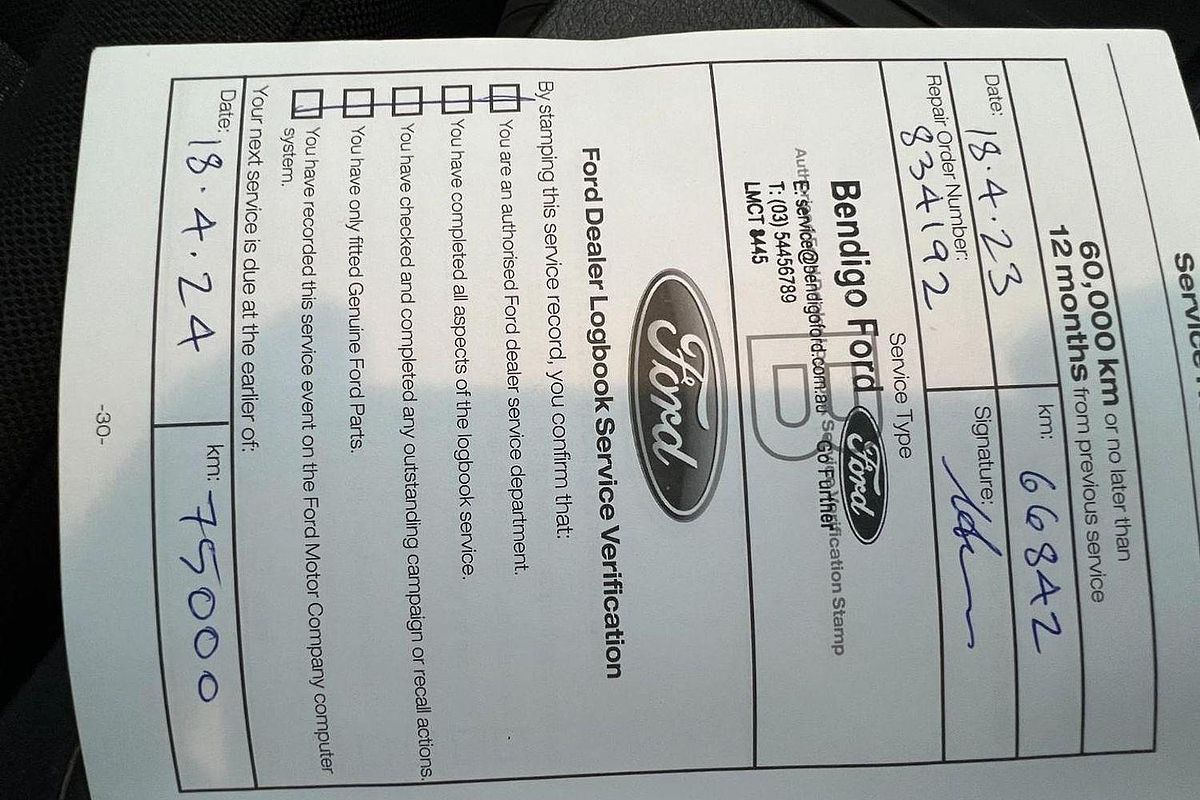 60,000 km or no later than
12 months from previous service
Date: 18.4.23 km: 66842
Repair Order Number: Signature:
834192
Service Type
B
Bendigo Ford Ford
Go Further
E: service@bendigoford.com.au
T: (03) 54456789
LMCT 8445
Ford
Ford Dealer Logbook Service Verification
By stamping this service record, you confirm that:
You are an authorised Ford dealer service department.
You have completed all aspects of the logbook service.
You have checked and completed any outstanding campaign or recall actions.
You have only fitted Genuine Ford Parts.
You have recorded this service event on the Ford Motor Company computer
system.
Your next service is due at the earlier of:
Date: 18.4.24 km: 75000
-30-